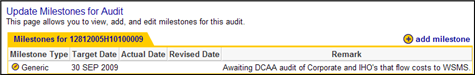 Update Milestones for Audit
This page allows you to view, add, and edit milestones for this audit.
Milestones for 12812005H10100009
add milestone
Milestone Type Target Date Actual Date Revised Date Remark
Generic 30 SEP 2009 Awaiting DCAA audit of Corporate and IHO's that flow costs to WSMS.